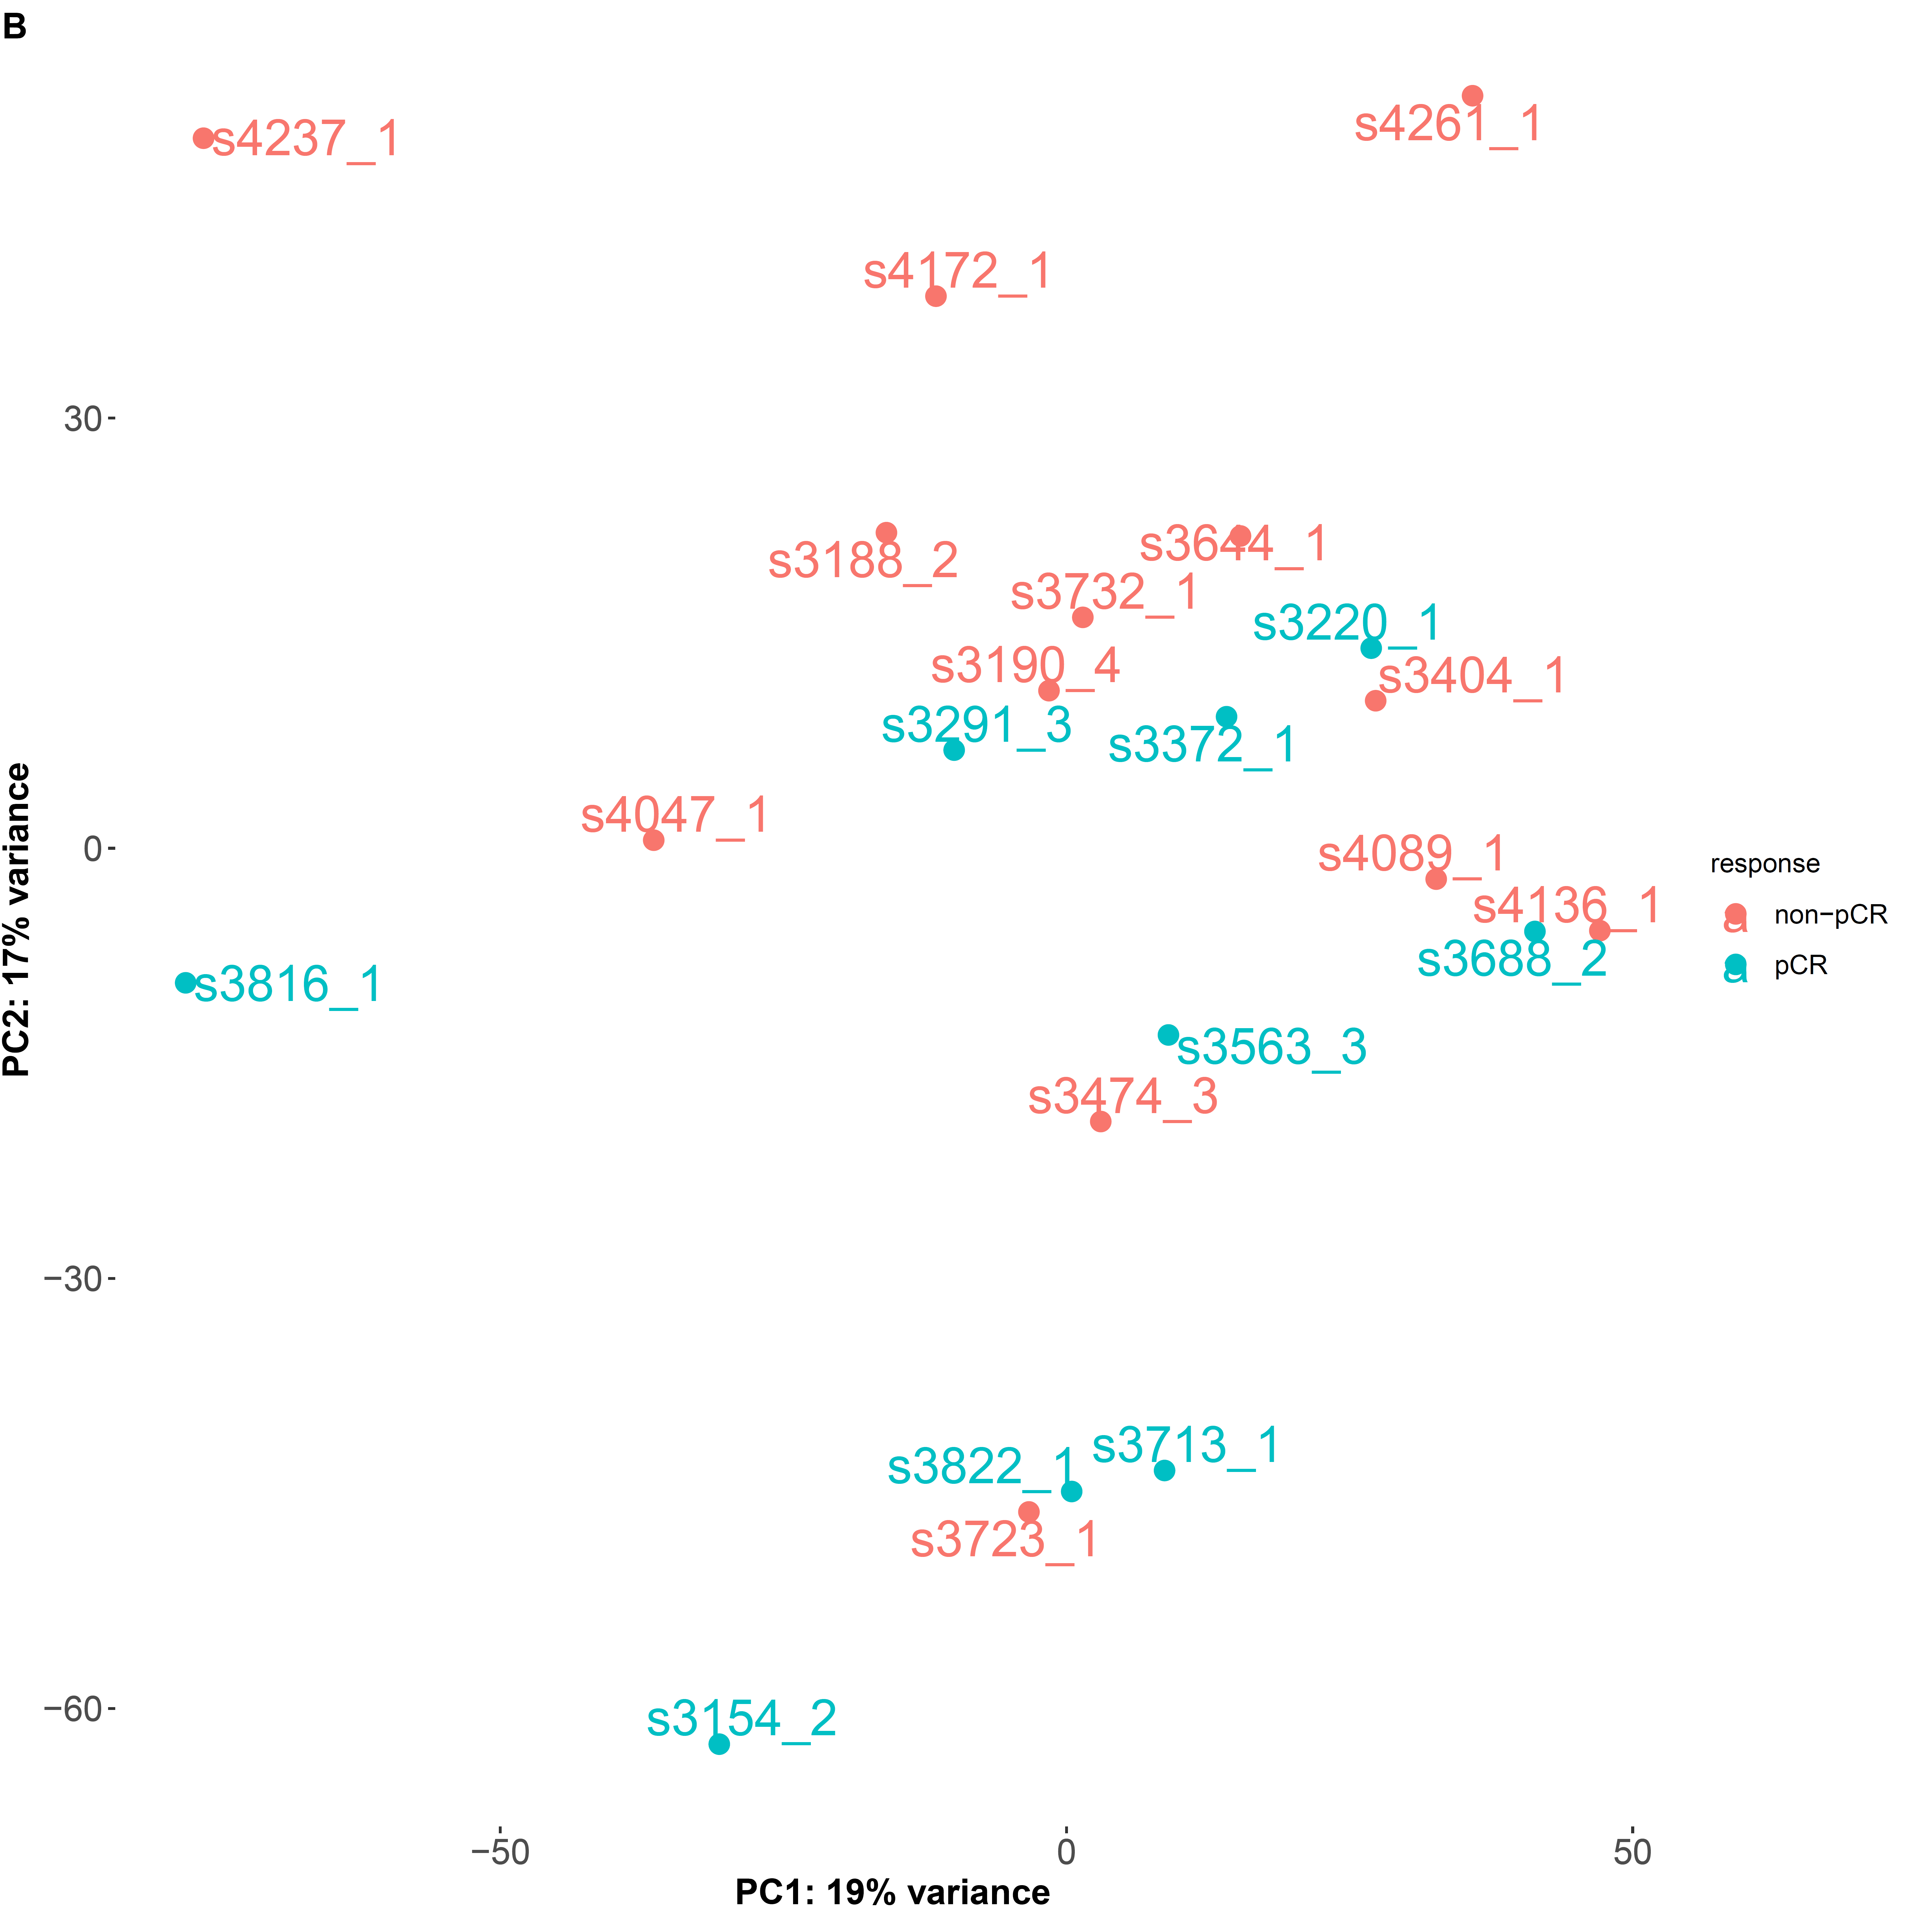 B
s4237_1
s4261_1
s4172_1
30
s3188_2
s3644_1
s3732_1
s3220_1
s3190_4
s3404_1
s3291_3
s3372_1
s4047_1
0
s4089_1
response
s4136_1
a non−pCR
s3688_2
a pCR
s3816_1
PC2: 17% variance
s3563_3
s3474_3
−30
s3713_1
s3822_1
s3723_1
−60
s3154_2
−50
0
50
PC1: 19% variance